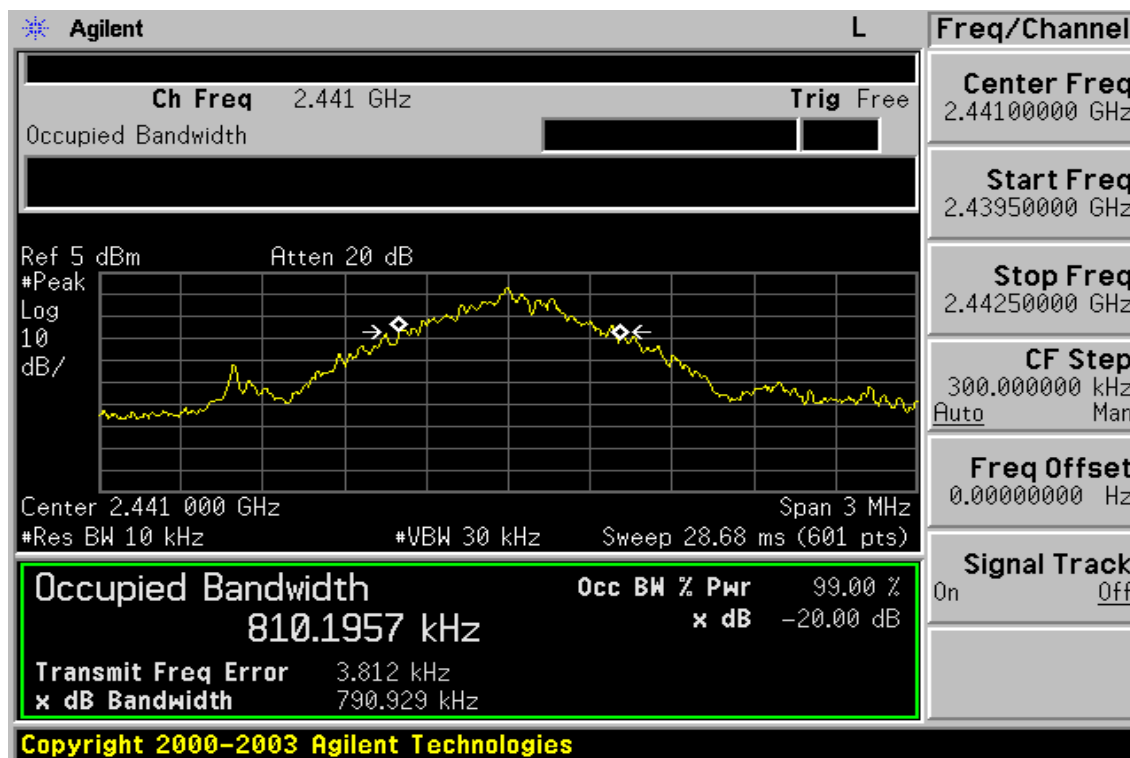 Agilent L Freq/Channel
Ch Freq 2.441 GHz Trig Free
Occupied Bandwidth
Center Freq
2.44100000 GHz
Start Freq
2.43950000 GHz
Stop Freq
2.44250000 GHz
CF Step
300.000000 kHz
Auto Man
Freq Offset
0.00000000 Hz
Signal Track
On Off
Ref 5 dBm Atten 20 dB
#Peak
Log
10
dB/
Center 2.441 000 GHz Span 3 MHz
#Res BW 10 kHz #VBW 30 kHz Sweep 28.68 ms (601 pts)
Occupied Bandwidth
810.1957 kHz
Occ BW % Pwr 99.00 %
x dB -20.00 dB
Transmit Freq Error 3.812 kHz
x dB Bandwidth 790.929 kHz
Copyright 2000-2003 Agilent Technologies